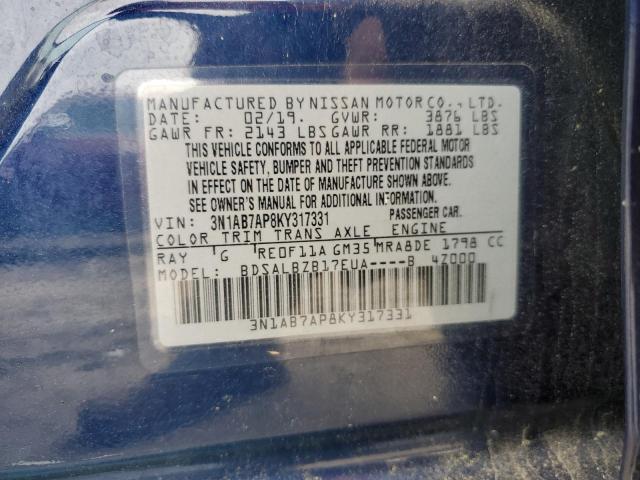 MANUFACTURED BY NISSAN MOTOR CO., LTD.
DATE: 02/19. GVWR: 3876 LBS
GAWR FR: 2143 LBS GAWR RR: 1881 LBS
THIS VEHICLE CONFORMS TO ALL APPLICABLE FEDERAL MOTOR
VEHICLE SAFETY, BUMPER AND THEFT PREVENTION STANDARDS
IN EFFECT ON THE DATE OF MANUFACTURE SHOWN ABOVE.
SEE OWNER'S MANUAL FOR ADDITIONAL INFORMATION.
VIN: 3N1AB7AP8KY317331 PASSENGER CAR.
COLOR TRIM TRANS AXLE ENGINE
RAY G RE0F11A GM35 MRA8DE 1798 CC
MODEL: BDSALBZB17EUA----B 4Z000
3N1AB7AP8KY317331